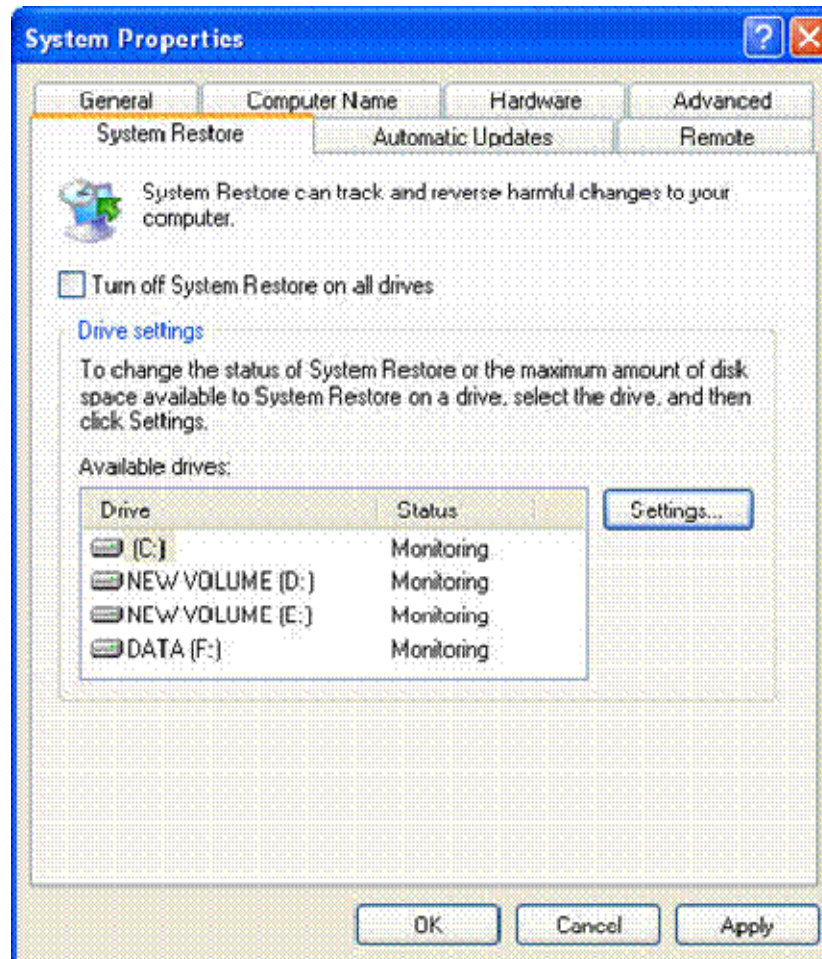 System Properties
General Computer Name Hardware Advanced
System Restore Automatic Updates Remote
System Restore can track and reverse harmful changes to your
computer.
Turn off System Restore on all drives
Drive settings
To change the status of System Restore or the maximum amount of disk
space available to System Restore on a drive, select the drive, and then
click Settings.
Available drives:
Drive Status
(C:) Monitoring
NEW VOLUME (D:) Monitoring
NEW VOLUME (E:) Monitoring
DATA (F:) Monitoring
Settings...
OK Cancel Apply